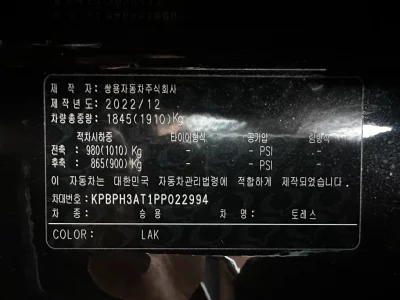 제 작 자 : 쌍용자동차주식회사
제작년도 : 2022/12
차량총중량: 1845(1910)Kg
적차시하중 타이어형식 공기압 림형식
전축 : 980(1010) Kg - - PSI -
후축 : 865(900) Kg - - PSI -
이 자동차는 대한민국 자동차관리법령에 적합하게 제작되었습니다.
차대번호: KPBPH3AT1PP022994
차 종: 승용 차 명: 토레스
COLOR: LAK